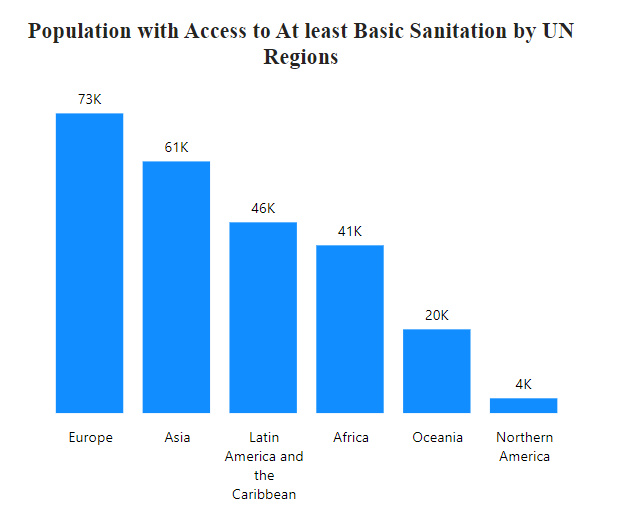 Population with Access to At least Basic Sanitation by UN
Regions
73K
61K
46K
41K
20K
4K
Europe
Asia
Latin
America and
the
Caribbean
Africa
Oceania
Northern
America